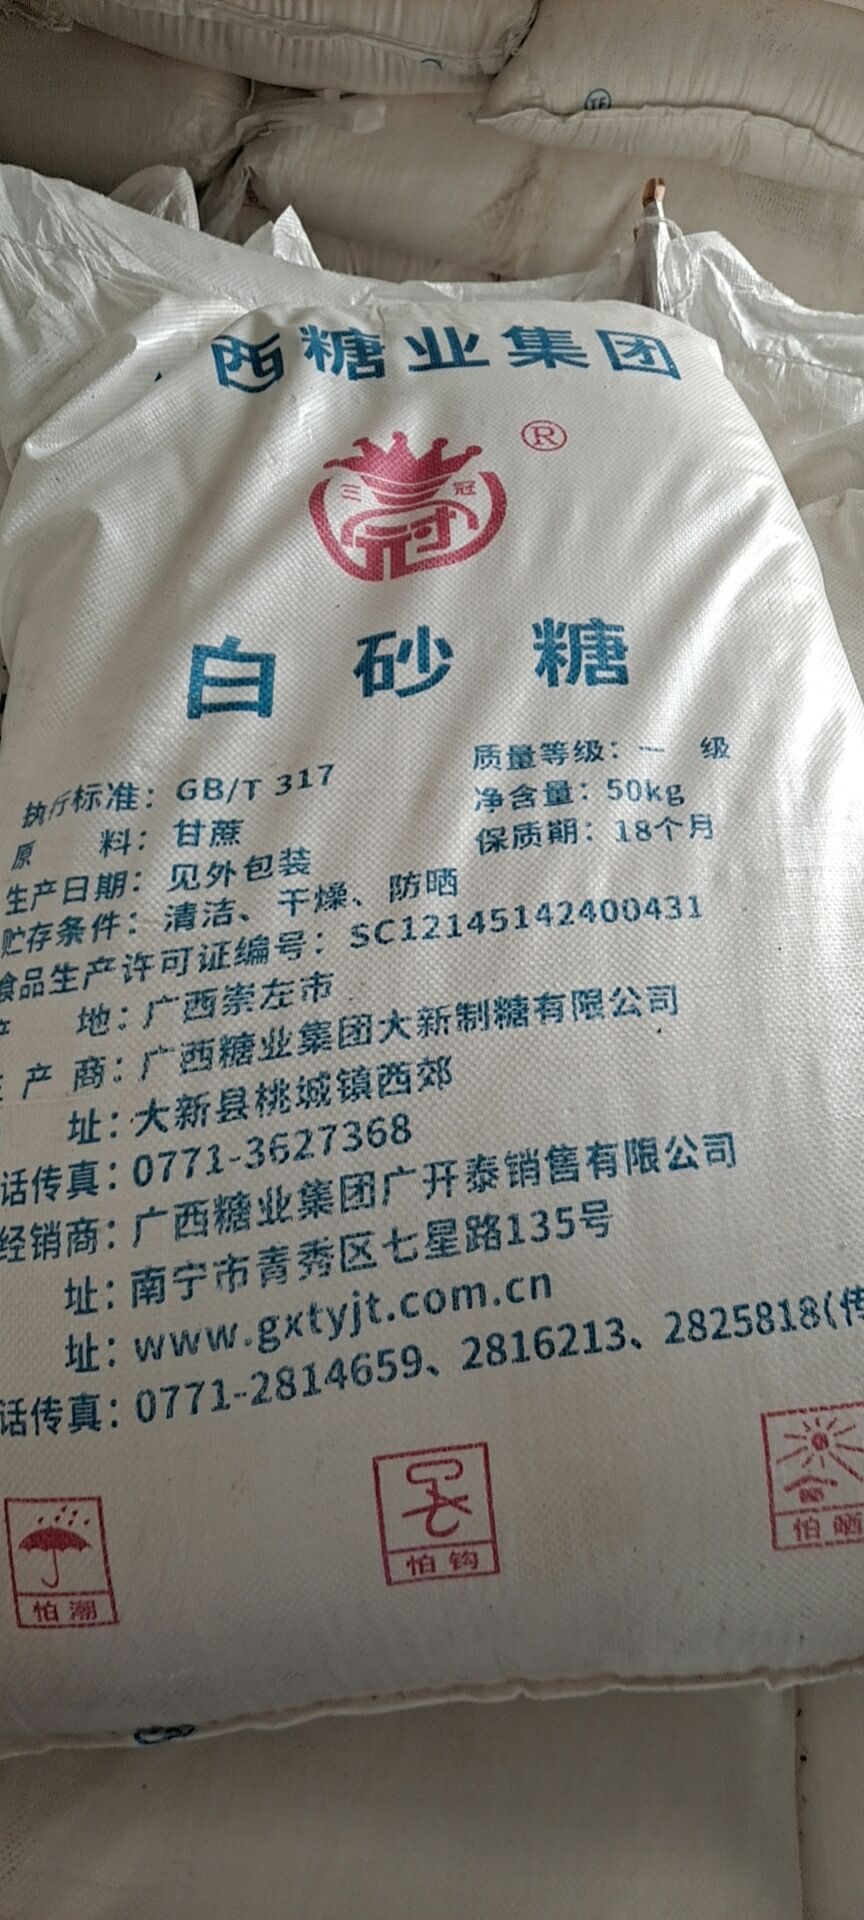 西糖业集团
®
三冠
冠
白砂糖
执行标准：GB/T 317
质量等级：一 级
原 料：甘蔗
净含量：50kg
生产日期：见外包装
保质期：18个月
贮存条件：清洁、干燥、防晒
食品生产许可证编号：SC12145142400431
产 地：广西崇左市
生 产 商：广西糖业集团大新制糖有限公司
址：大新县桃城镇西郊
话传真：0771-3627368
经销商：广西糖业集团广开泰销售有限公司
址：南宁市青秀区七星路135号
址：www.gxtyjt.com.cn
话传真：0771-2814659、2816213、2825818(传
怕潮
怕钩
怕晒
TF